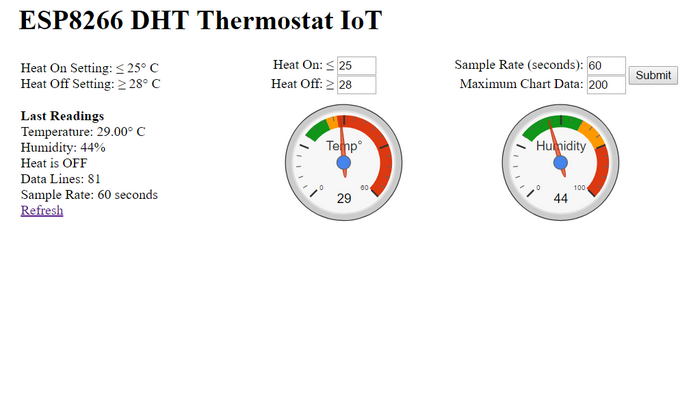 ESP8266 DHT Thermostat IoT
Heat On Setting: ≤ 25° C
Heat Off Setting: ≥ 28° C
Last Readings
Temperature: 29.00° C
Humidity: 44%
Heat is OFF
Data Lines: 81
Sample Rate: 60 seconds
Refresh
Heat On: ≤ 25
Heat Off: ≥ 28
Temp°
0 60
29
Sample Rate (seconds): 60
Maximum Chart Data: 200
Submit
Humidity
0 100
44